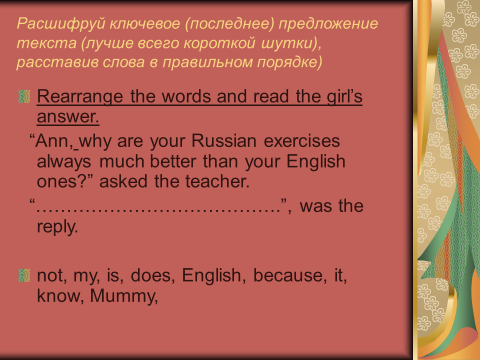 Расшифруй ключевое (последнее) предложение
текста (лучше всего короткой шутки),
расставив слова в правильном порядке)
Rearrange the words and read the girl’s
answer.
“Ann, why are your Russian exercises
always much better than your English
ones?” asked the teacher.
“………………………………….”, was the
reply.
not, my, is, does, English, because, it,
know, Mummy,